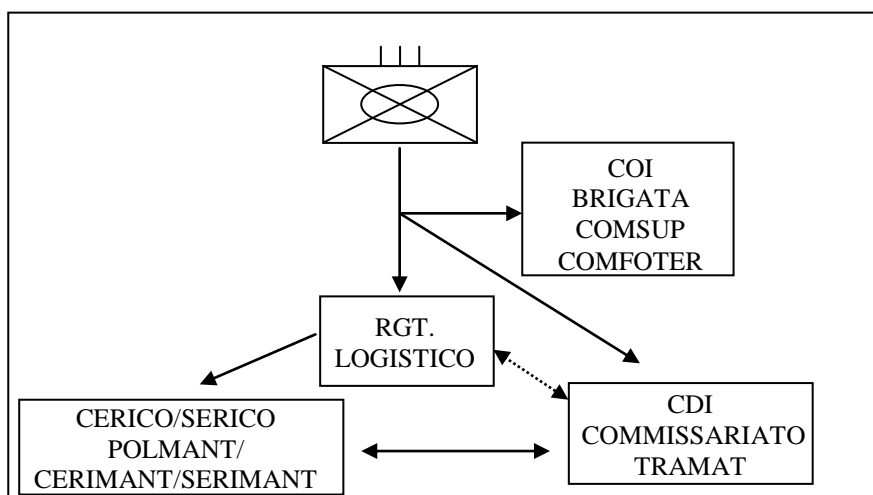 COI
BRIGATA
COMSUP
COMFOTER
RGT.
LOGISTICO
CERICO/SERICO
POLMANT/
CERIMANT/SERIMANT
CDI
COMMISSARIATO
TRAMAT